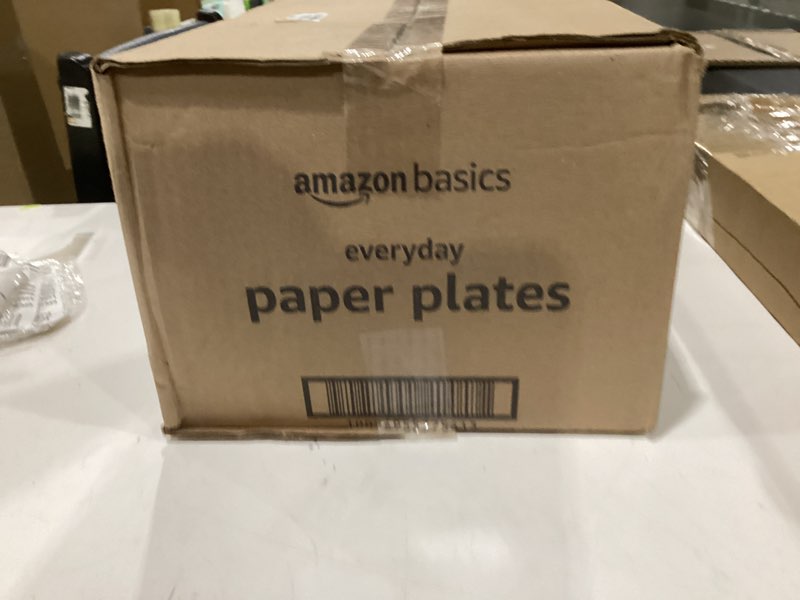 amazon basics
everyday
paper plates